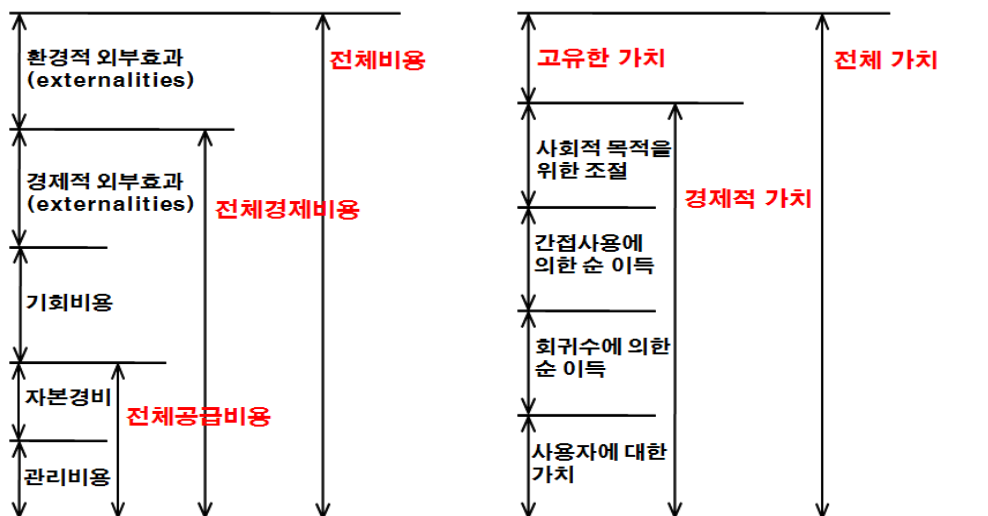 환경적 외부효과
(externalities)
전체비용
경제적 외부효과
(externalities)
전체경제비용
기회비용
자본경비
전체공급비용
관리비용
고유한 가치
전체 가치
사회적 목적을
위한 조절
경제적 가치
간접사용에
의한 순 이득
회귀수에 의한
순 이득
사용자에 대한
가치